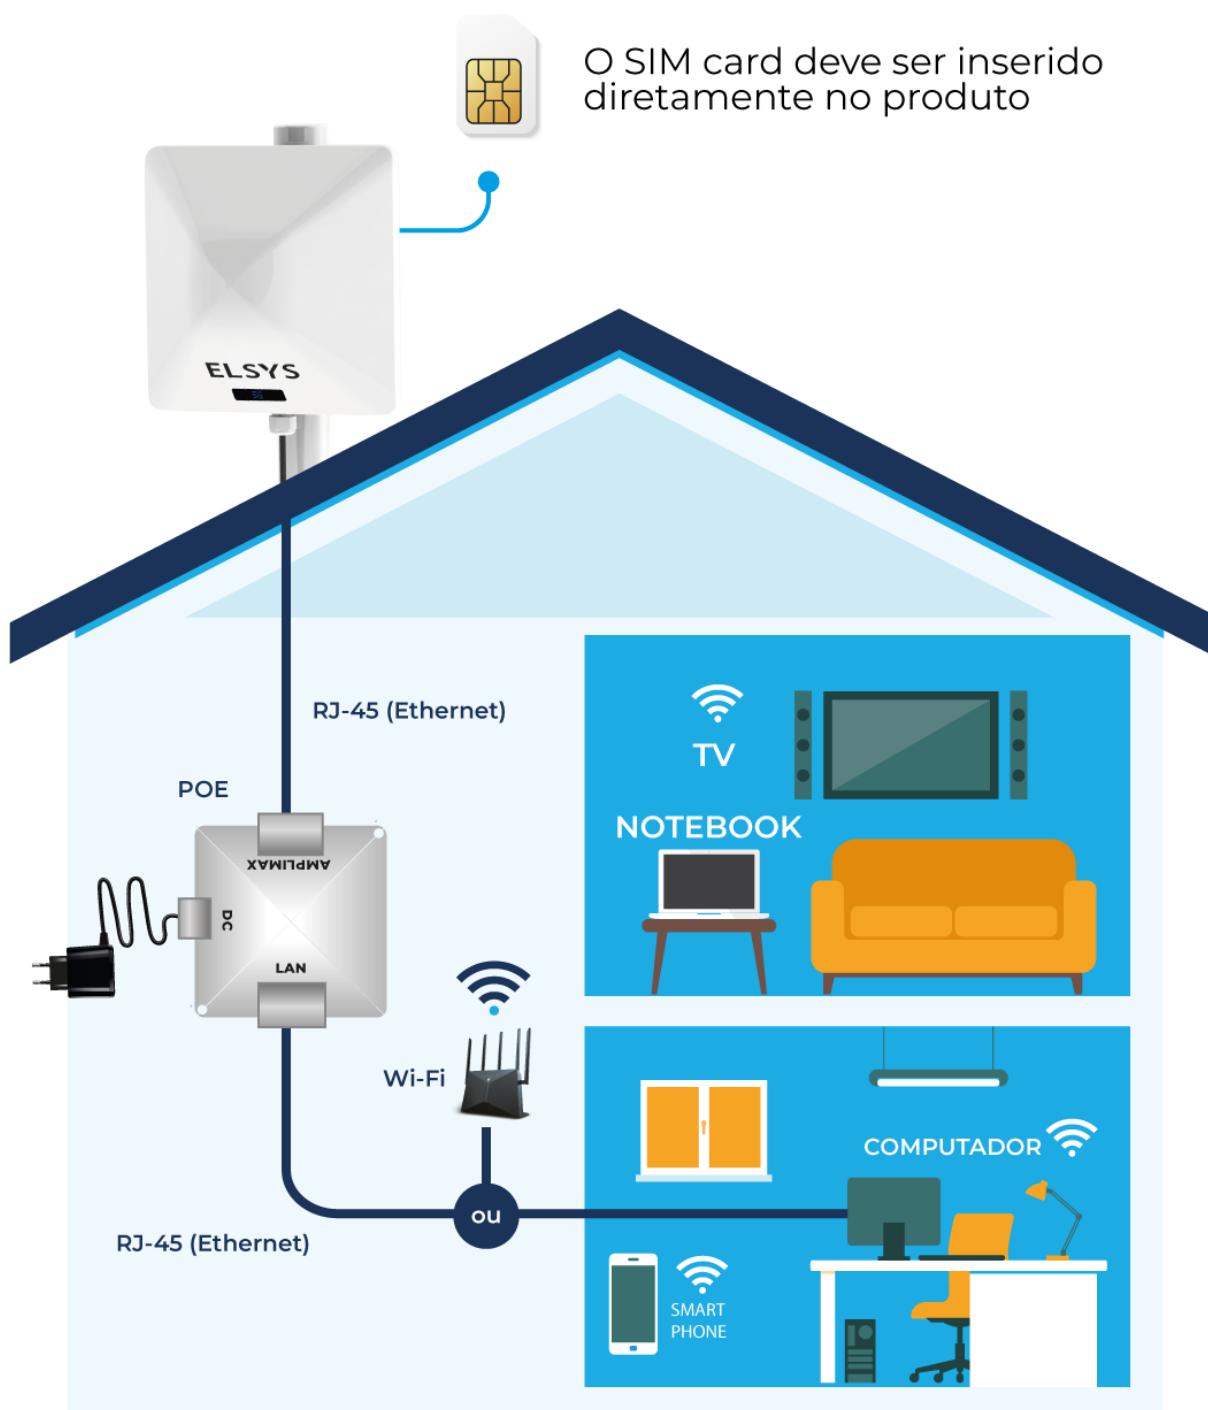 O SIM card deve ser inserido
diretamente no produto
ELSYS
5G
RJ-45 (Ethernet)
POE
AMPLIMAX
DC
LAN
Wi-Fi
RJ-45 (Ethernet)
ou
TV
NOTEBOOK
COMPUTADOR
SMART
PHONE